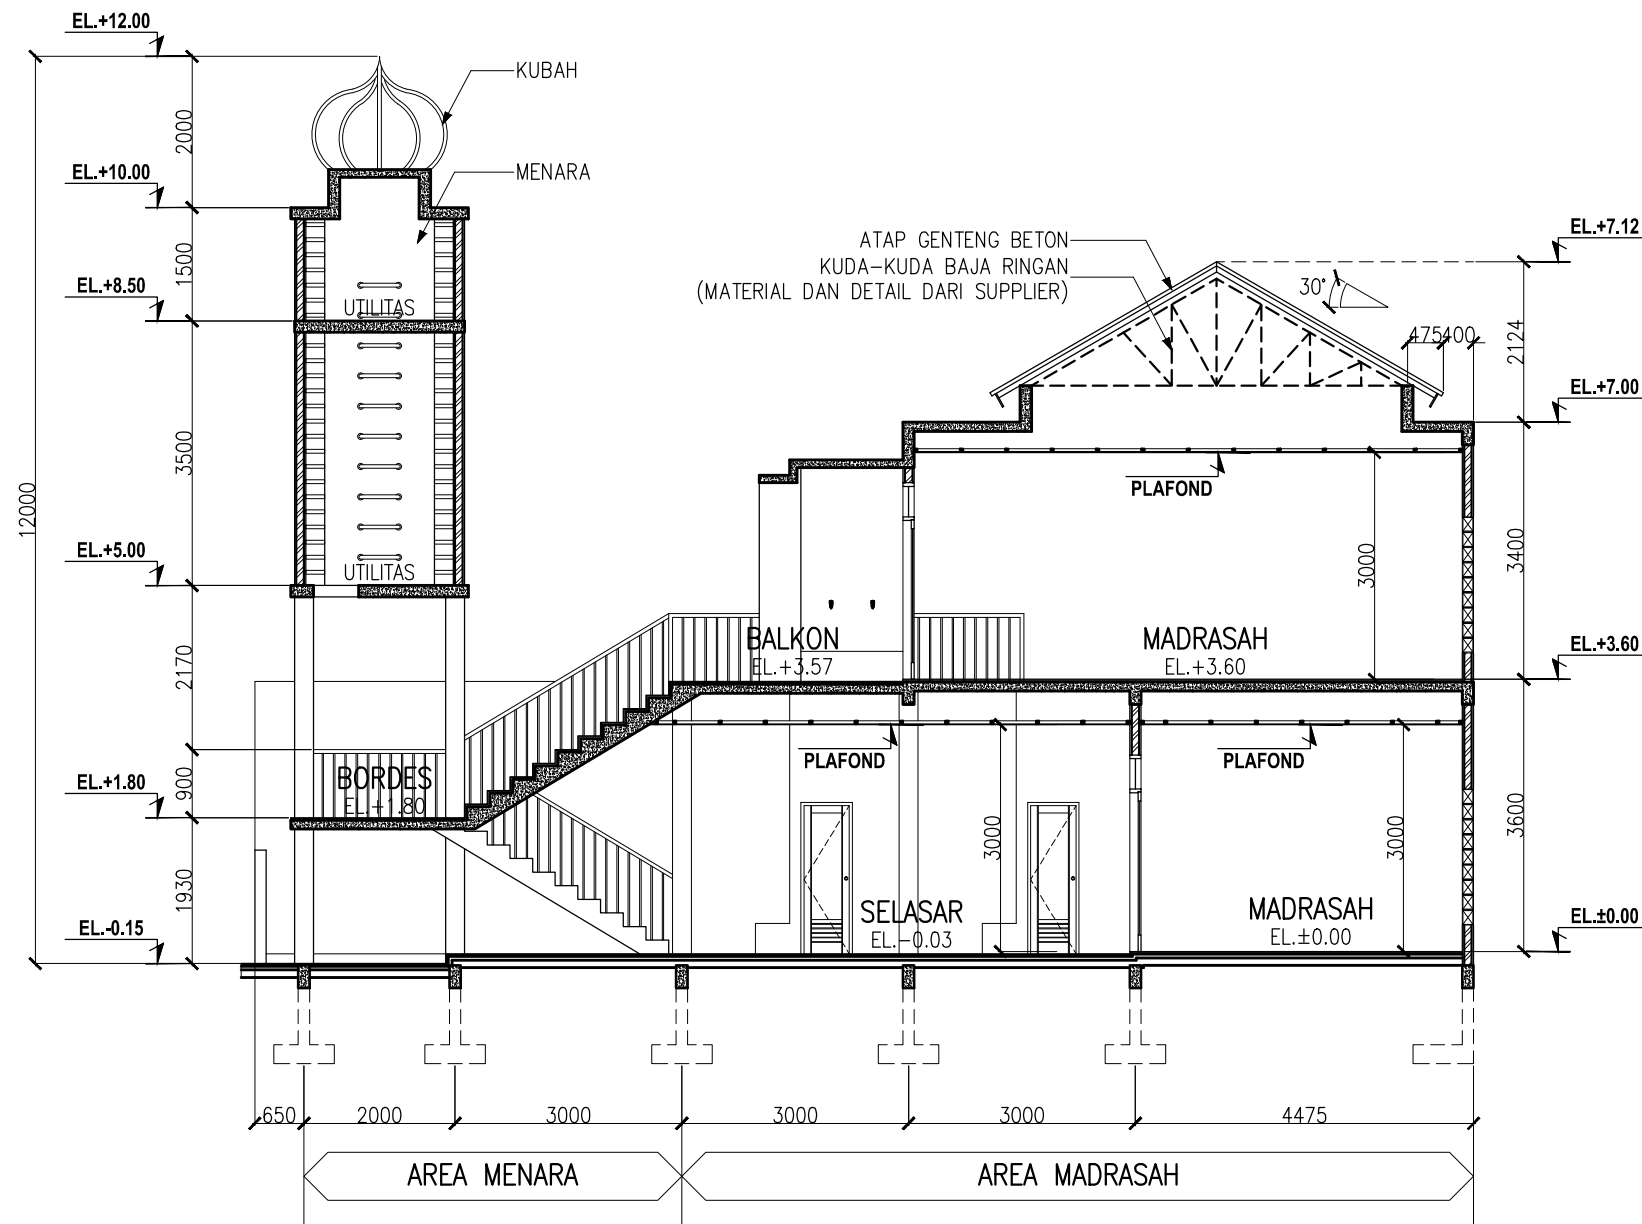 EL.+12.00
KUBAH
2000
EL.+10.00
MENARA
1500
EL.+8.50
UTILITAS
ATAP GENTENG BETON
KUDA-KUDA BAJA RINGAN
(MATERIAL DAN DETAIL DARI SUPPLIER)
30°
EL.+7.12
475
400
2124
EL.+7.00
3500
12000
PLAFOND
EL.+5.00
UTILITAS
3000
3400
2170
BALKON
EL.+3.57
MADRASAH
EL.+3.60
EL.+3.60
PLAFOND
PLAFOND
BORDES
EL.+1.80
900
EL.+1.80
3000
3000
3600
1930
SELASAR
EL.-0.03
MADRASAH
EL.±0.00
EL.±0.00
EL.-0.15
650
2000
3000
3000
3000
4475
AREA MENARA
AREA MADRASAH